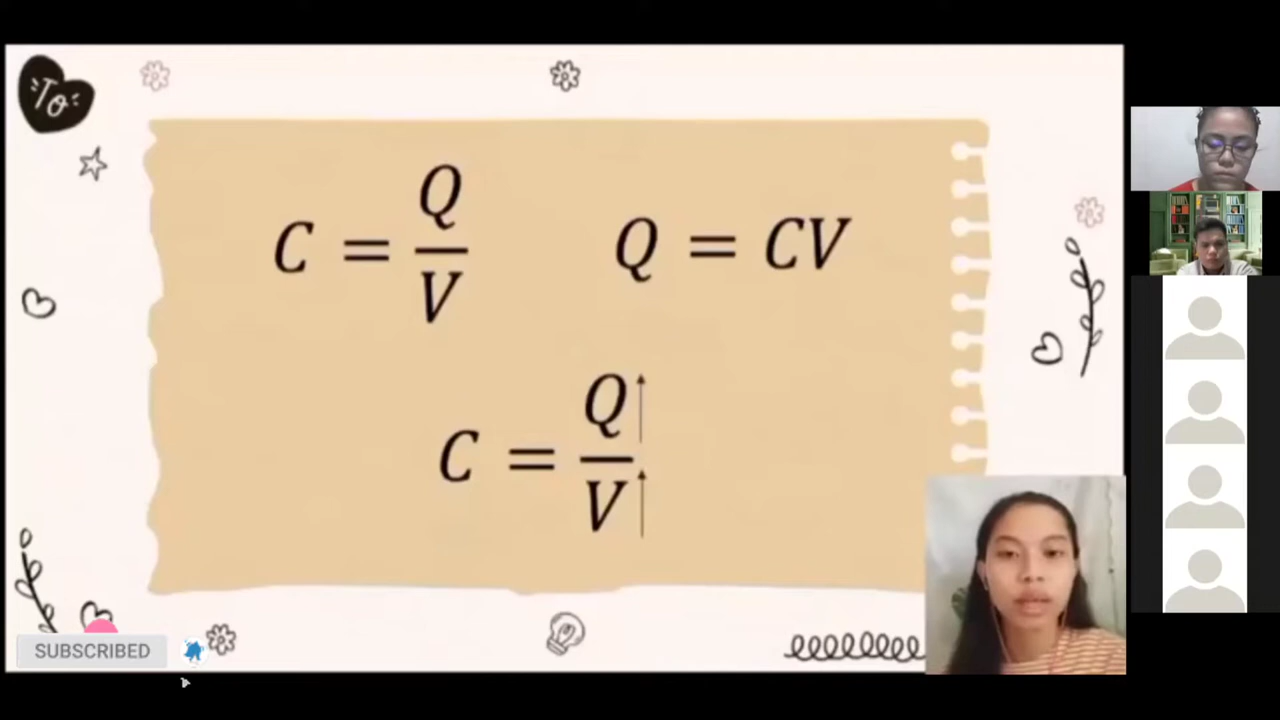 To
C = Q/V
Q = CV
C = Q↑/V↑
SUBSCRIBED